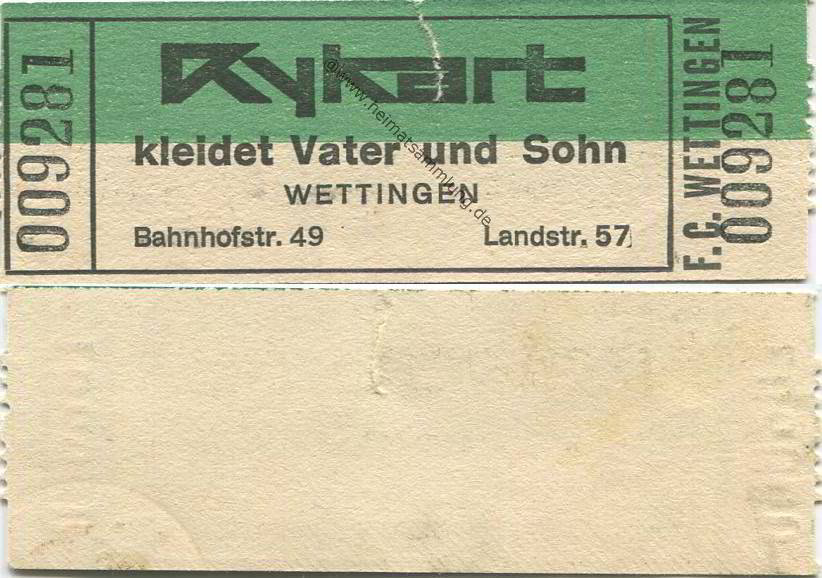 009281
Rykart
kleidet Vater und Sohn
WETTINGEN
Bahnhofstr. 49 Landstr. 57
F. C. WETTINGEN
009281
@www.heimatsammlung.de